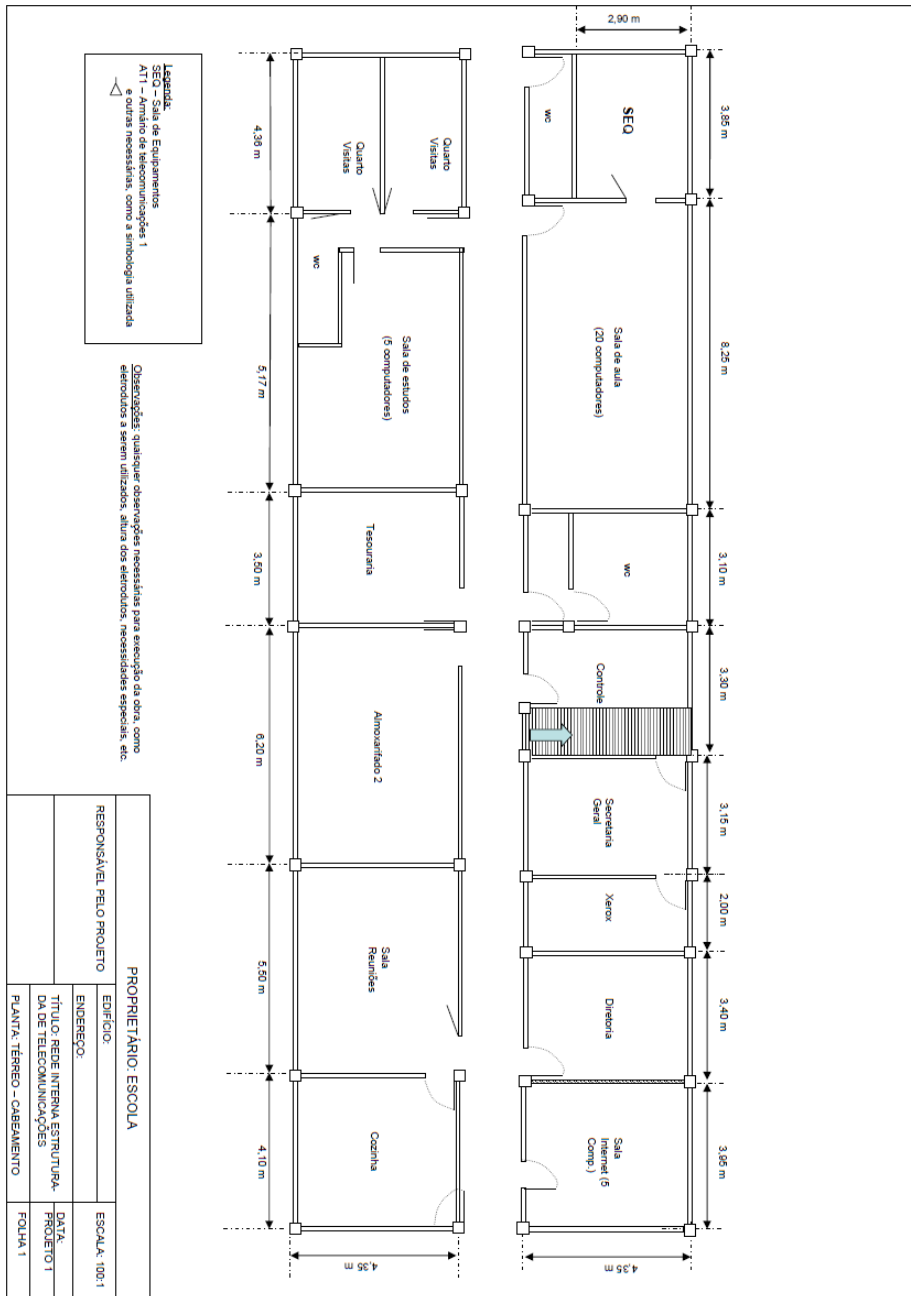 2,90 m
3,85 m
8,25 m
3,10 m
3,30 m
3,15 m
2,00 m
3,40 m
3,95 m
SEQ
wc
Sala de aula
(20 computadores)
wc
Controle
Secretaria
Geral
Xerox
Diretoria
Sala
Internet (5
Comp.)
4,35 m
Quarto
Visitas
Quarto
Visitas
wc
Sala de estudos
(5 computadores)
Tesouraria
Almoxarifado 2
Sala
Reuniões
Cozinha
4,35 m
4,36 m
5,17 m
3,50 m
6,20 m
5,50 m
4,10 m
Legenda:
SEQ – Sala de Equipamentos
AT1 – Armário de telecomunicações 1
e outras necessárias, como a simbologia utilizada
Observações: quaisquer observações necessárias para execução da obra, como
eletrodutos a serem utilizados, altura dos eletrodutos, necessidades especiais, etc.
PROPRIETÁRIO: ESCOLA
RESPONSÁVEL PELO PROJETO
EDIFÍCIO:
ESCALA: 100:1
ENDEREÇO:
TÍTULO: REDE INTERNA ESTRUTURA-
DA DE TELECOMUNICAÇÕES
DATA:
PROJETO 1
PLANTA: TÉRREO – CABEAMENTO
FOLHA 1